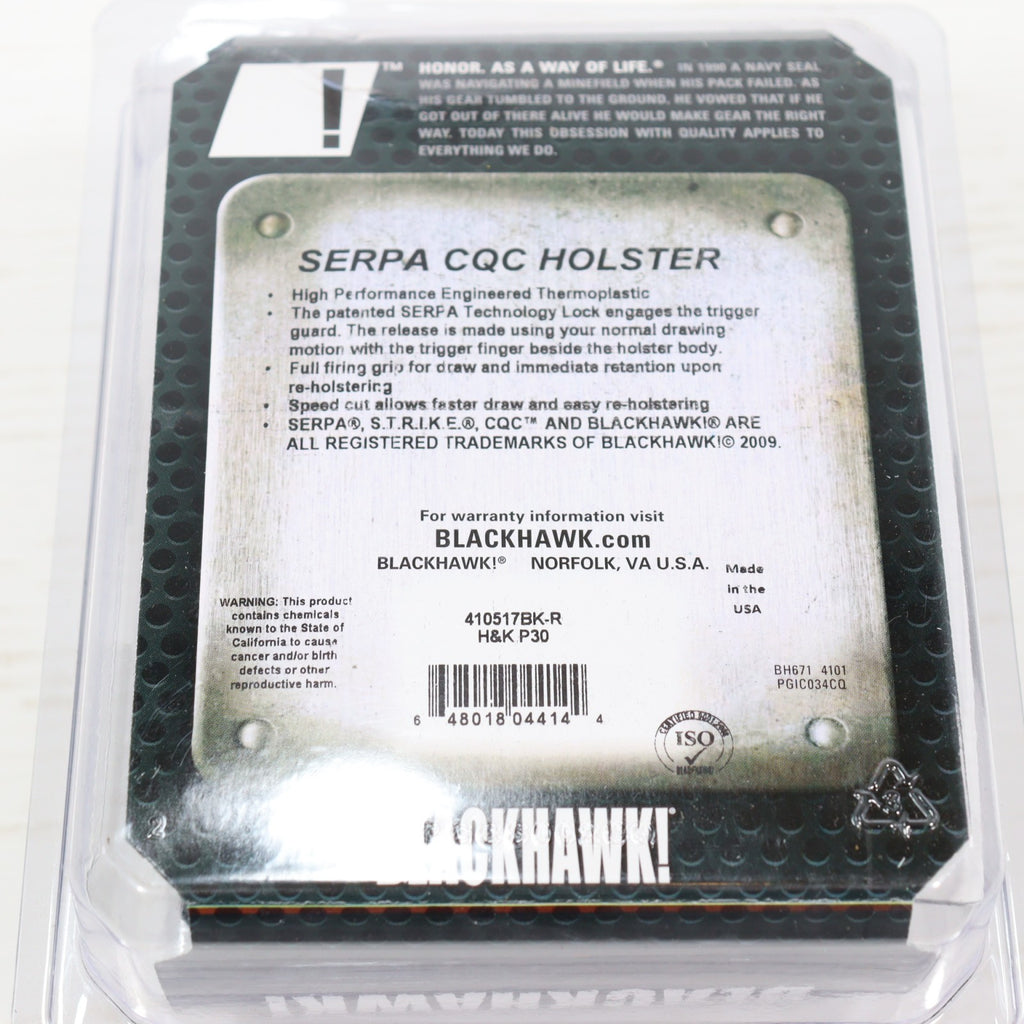 ! ™
HONOR. AS A WAY OF LIFE.® IN 1990 A NAVY SEAL
WAS NAVIGATING A MINEFIELD WHEN HIS PACK FAILED. AS
HIS GEAR TUMBLED TO THE GROUND, HE VOWED THAT IF HE
GOT OUT OF THERE ALIVE HE WOULD MAKE GEAR THE RIGHT
WAY. TODAY THIS OBSESSION WITH QUALITY APPLIES TO
EVERYTHING WE DO.
SERPA CQC HOLSTER
• High Performance Engineered Thermoplastic
• The patented SERPA Technology Lock engages the trigger
guard. The release is made using your normal drawing
motion with the trigger finger beside the holster body.
• Full firing grip for draw and immediate retention upon
re-holstering
• Speed cut allows faster draw and easy re-holstering
• SERPA®, S.T.R.I.K.E.®, CQC™ AND BLACKHAWK!® ARE
ALL REGISTERED TRADEMARKS OF BLACKHAWK!© 2009.
For warranty information visit
BLACKHAWK.com
BLACKHAWK!® NORFOLK, VA U.S.A.
Made
in the
USA
WARNING: This product
contains chemicals
known to the State of
California to cause
cancer and/or birth
defects or other
reproductive harm.
410517BK-R
H&K P30
6 48018 04414 4
BH671 4101
PGIC034CQ
ISO
BLACKHAWK!